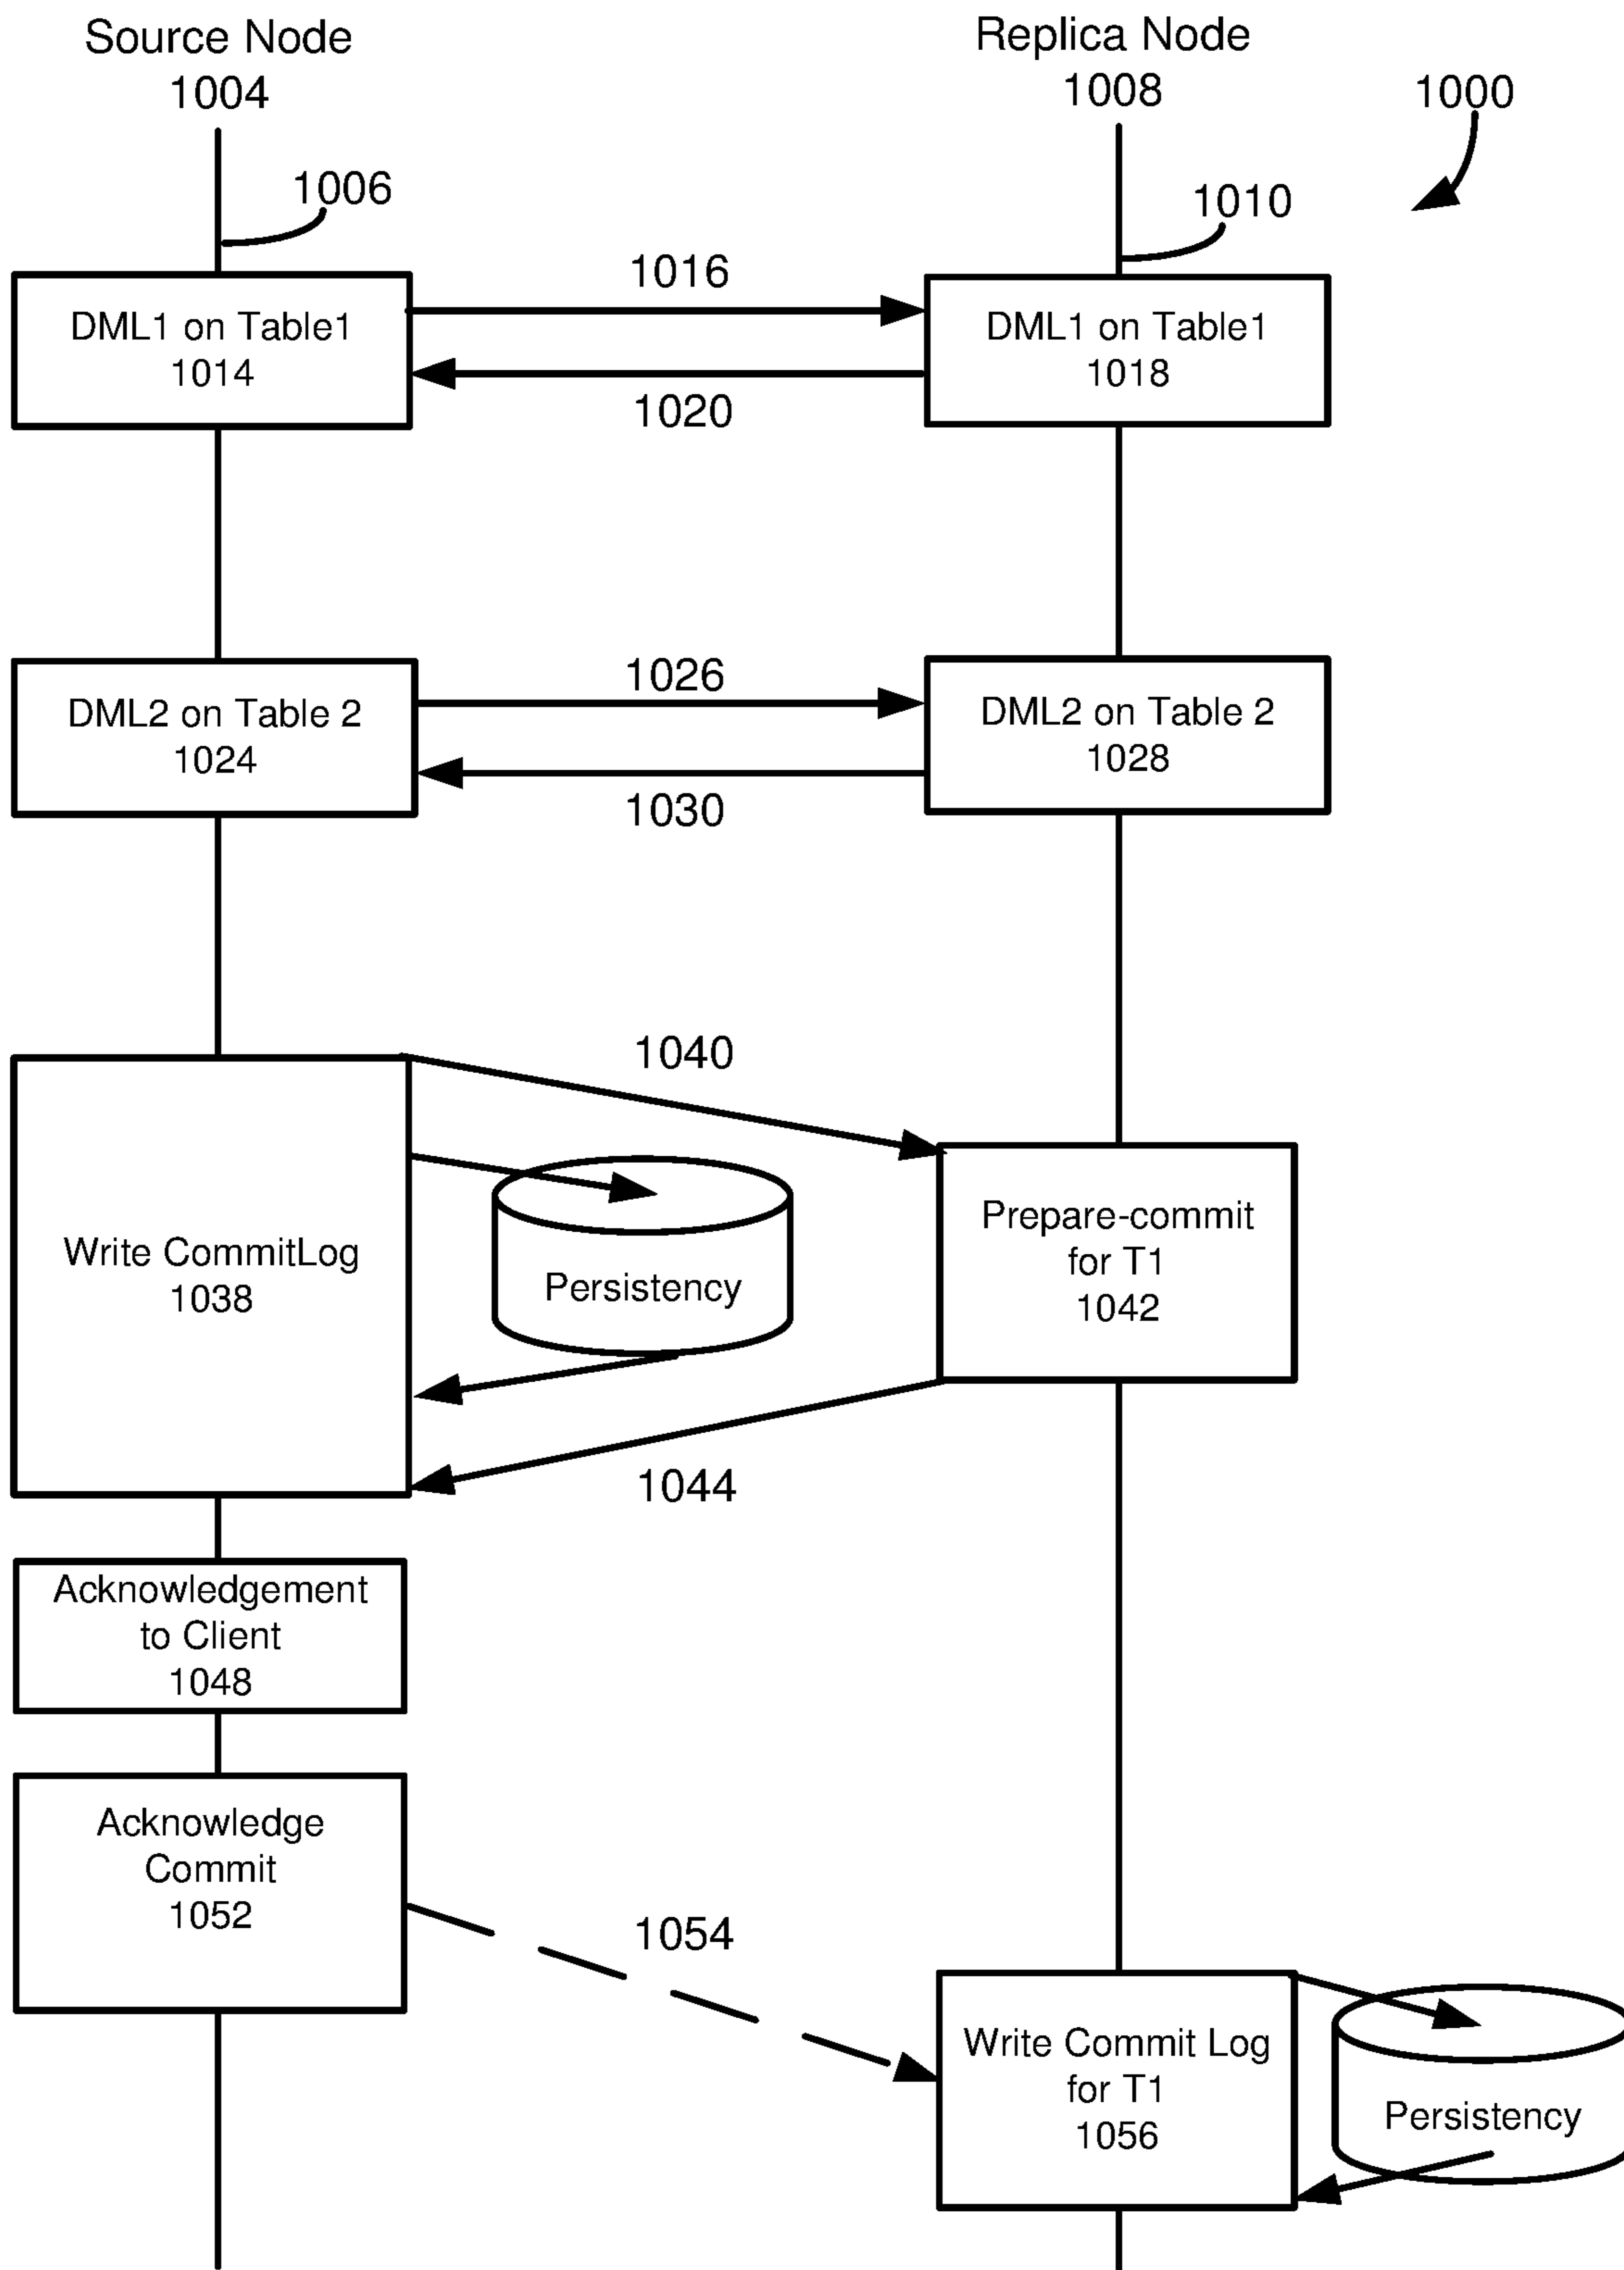 Source Node
1004
Replica Node
1008
1000
1006
1010
DML1 on Table1
1014
1016
1020
DML1 on Table1
1018
DML2 on Table 2
1024
1026
1030
DML2 on Table 2
1028
Write CommitLog
1038
1040
Persistency
1044
Prepare-commit
for T1
1042
Acknowledgement
to Client
1048
Acknowledge
Commit
1052
1054
Write Commit Log
for T1
1056
Persistency